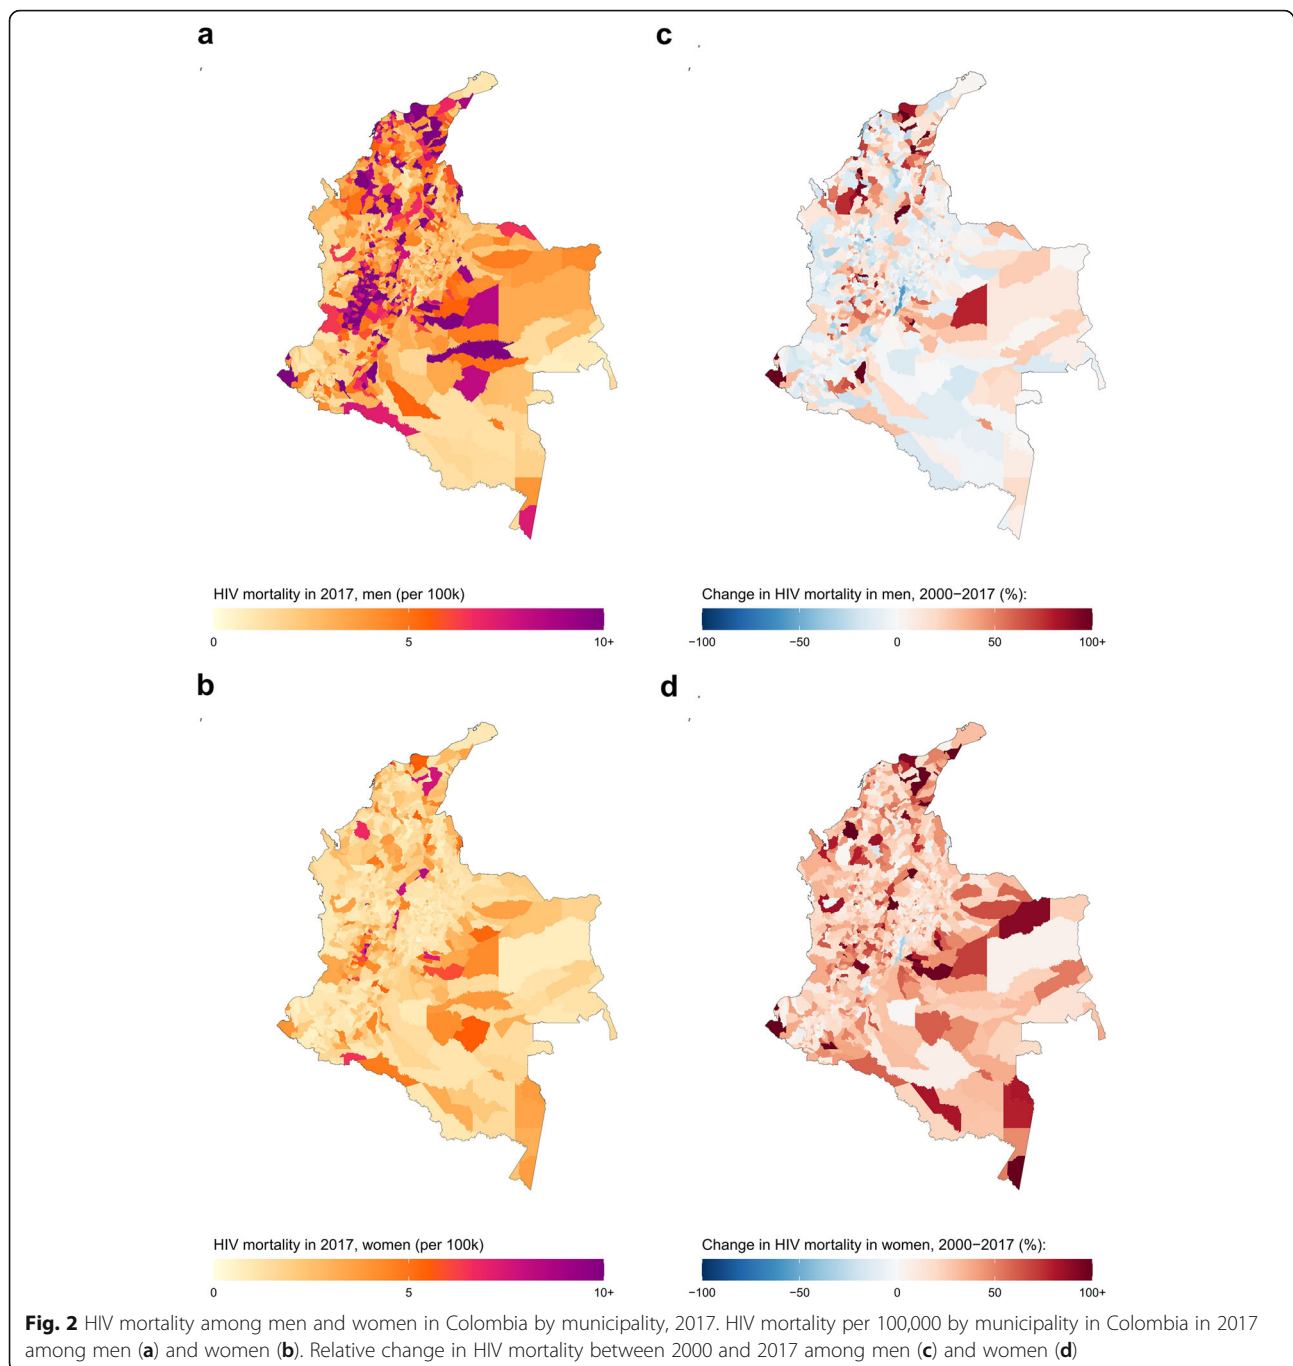 a
c
HIV mortality in 2017, men (per 100k)
0 5 10+
Change in HIV mortality in men, 2000−2017 (%):
−100 −50 0 50 100+
b
d
HIV mortality in 2017, women (per 100k)
0 5 10+
Change in HIV mortality in women, 2000−2017 (%):
−100 −50 0 50 100+
Fig. 2 HIV mortality among men and women in Colombia by municipality, 2017. HIV mortality per 100,000 by municipality in Colombia in 2017
among men (a) and women (b). Relative change in HIV mortality between 2000 and 2017 among men (c) and women (d)